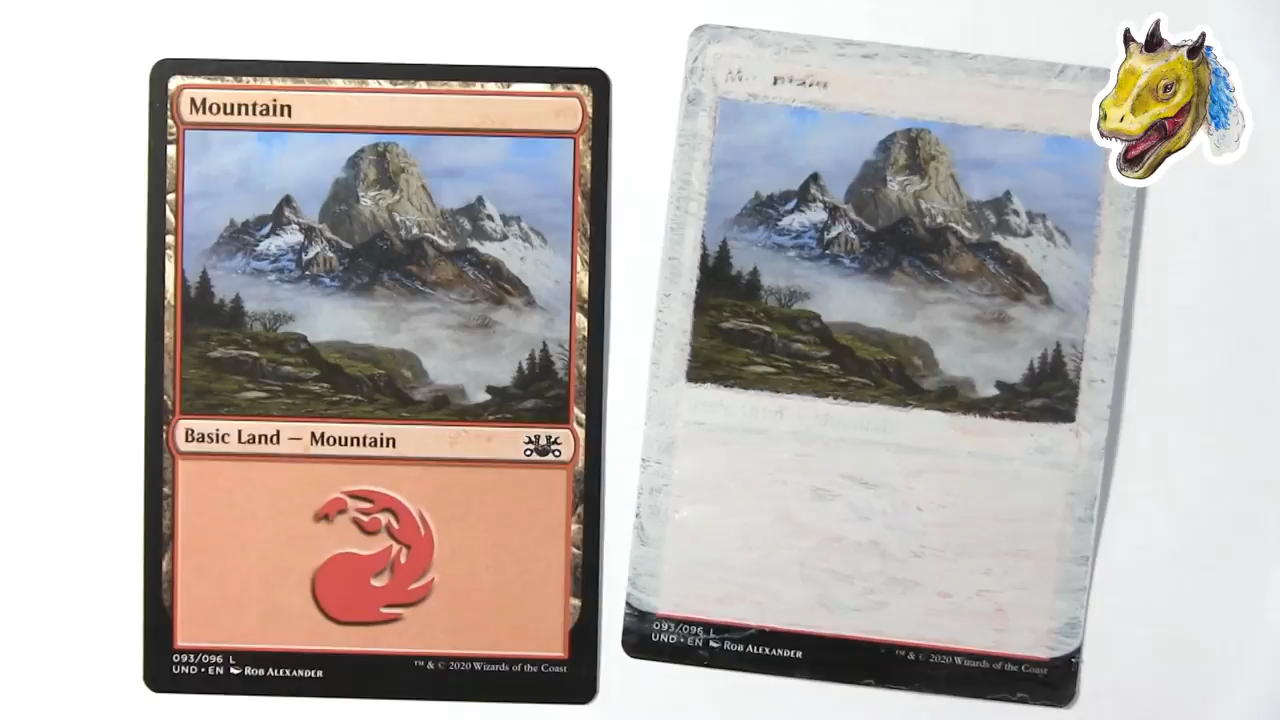 Mountain
Basic Land — Mountain
093/096 L
UND • EN Rob Alexander
™ & © 2020 Wizards of the Coast
093/096 L
UND • EN Rob Alexander
™ & © 2020 Wizards of the Coast